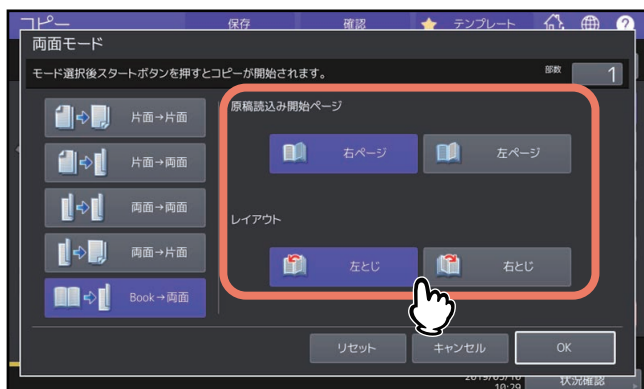 コピー 保存 確認 テンプレート ?
両面モード
モード選択後スタートボタンを押すとコピーが開始されます。 部数 1
原稿読込み開始ページ
片面→片面
片面→両面 右ページ 左ページ
両面→両面
レイアウト
両面→片面
左とじ 右とじ
Book→両面
リセット キャンセル OK
10:29 状況確認